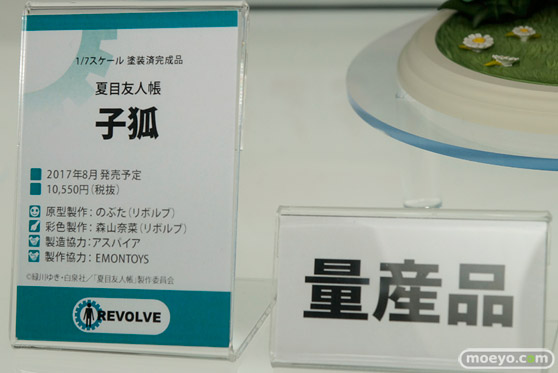 1/7スケール 塗装済完成品
夏目友人帳
子狐
2017年8月発売予定
10,550円(税抜)
原型製作:のぶた(リボルブ)
彩色製作:森山奈菜(リボルブ)
製造協力:アスパイア
製作協力:EMONTOYS
©緑川ゆき・白泉社/「夏目友人帳」製作委員会
REVOLVE
量産品
moeyo.com